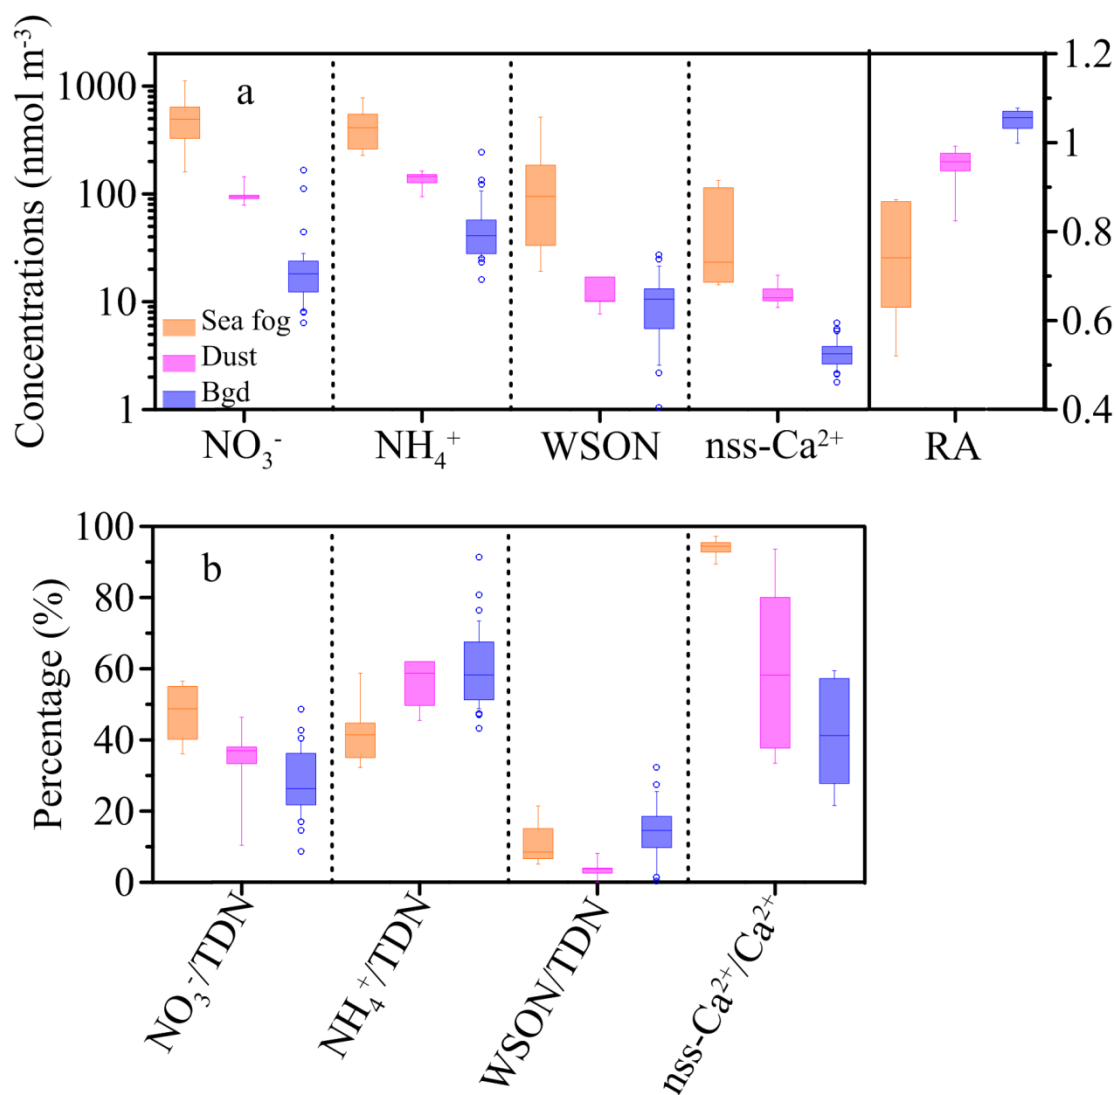 Concentrations (nmol m⁻³)
1000
100
10
1
a
Sea fog
Dust
Bgd
1.2
1
0.8
0.6
0.4
NO₃⁻
NH₄⁺
WSON
nss-Ca²⁺
RA
Percentage (%)
100
80
60
40
20
0
b
NO₃⁻/TDN
NH₄⁺/TDN
WSON/TDN
nss-Ca²⁺/Ca²⁺